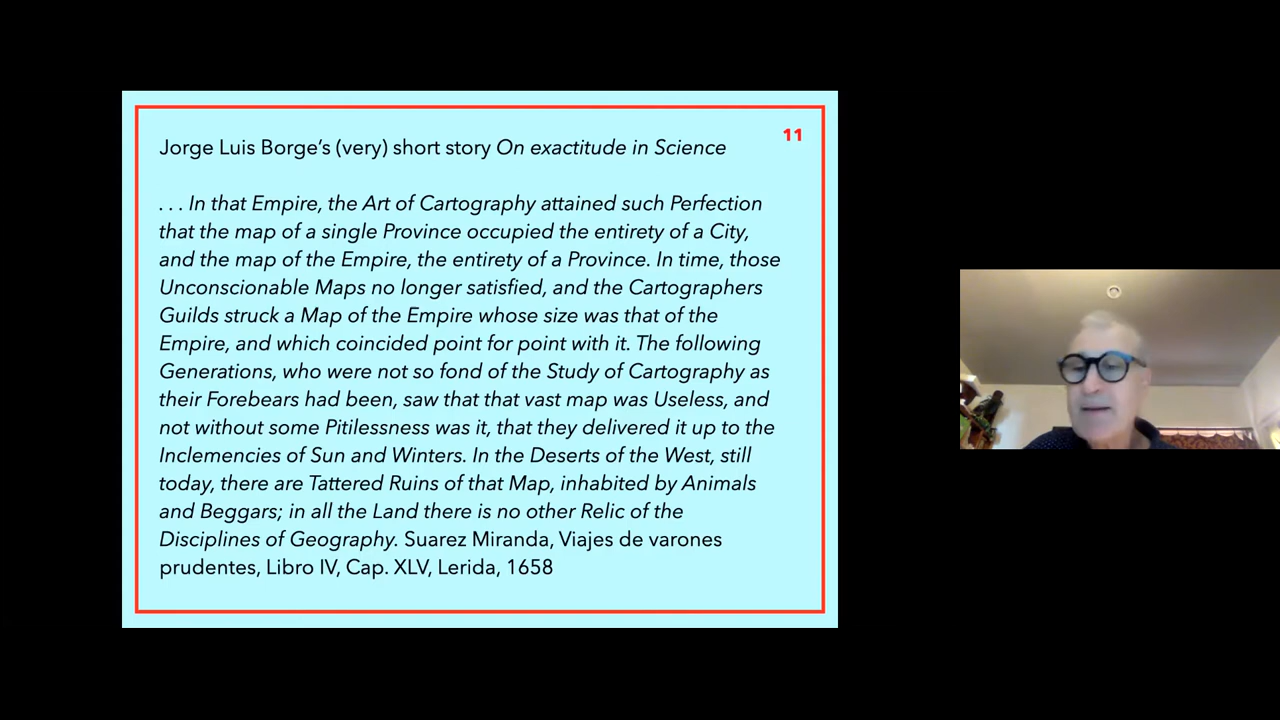 11
Jorge Luis Borge's (very) short story On exactitude in Science
. . . In that Empire, the Art of Cartography attained such Perfection
that the map of a single Province occupied the entirety of a City,
and the map of the Empire, the entirety of a Province. In time, those
Unconscionable Maps no longer satisfied, and the Cartographers
Guilds struck a Map of the Empire whose size was that of the
Empire, and which coincided point for point with it. The following
Generations, who were not so fond of the Study of Cartography as
their Forebears had been, saw that that vast map was Useless, and
not without some Pitilessness was it, that they delivered it up to the
Inclemencies of Sun and Winters. In the Deserts of the West, still
today, there are Tattered Ruins of that Map, inhabited by Animals
and Beggars; in all the Land there is no other Relic of the
Disciplines of Geography. Suarez Miranda, Viajes de varones
prudentes, Libro IV, Cap. XLV, Lerida, 1658